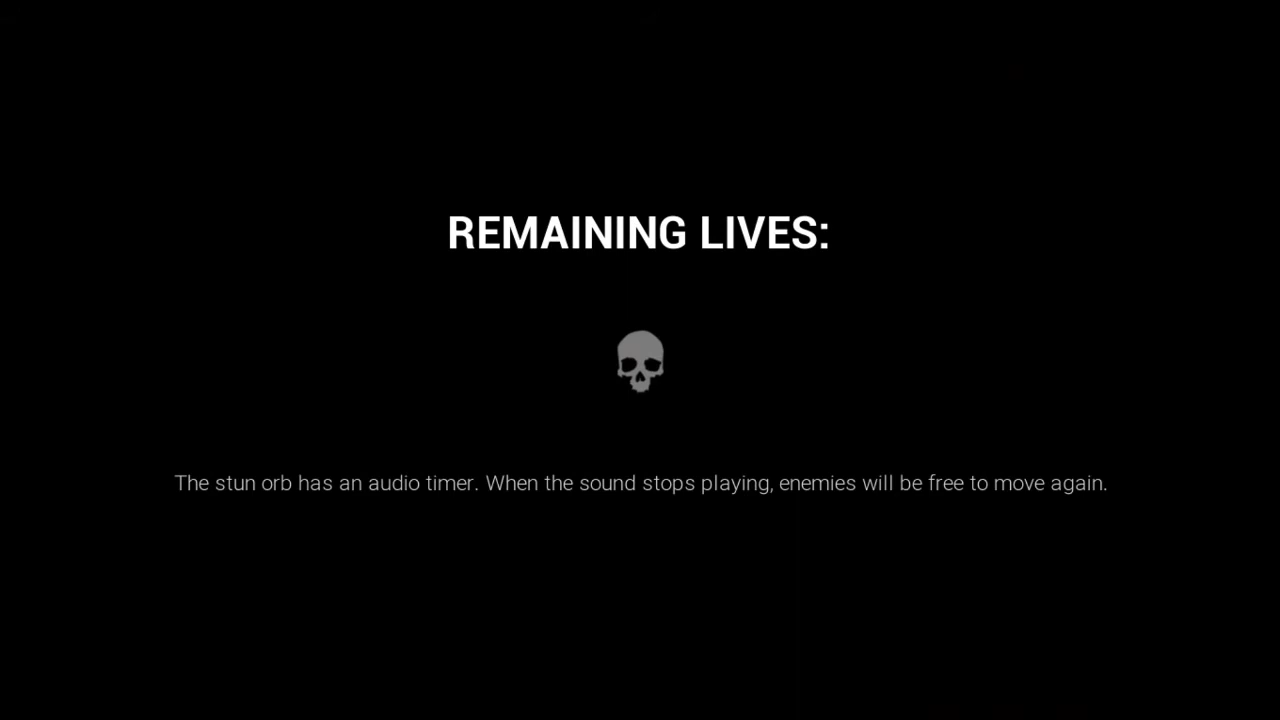 REMAINING LIVES:
The stun orb has an audio timer. When the sound stops playing, enemies will be free to move again.